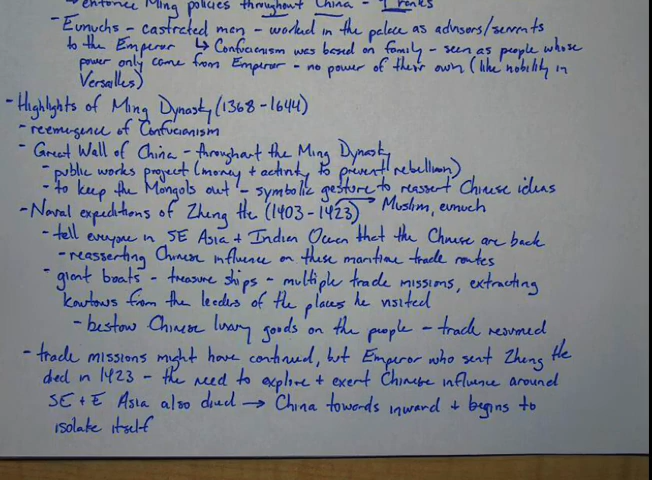 → enforce Ming policies throughout China -
- Eunuchs - castrated men - worked in the palace as advisors/servents
to the Emperor ↳ Confucianism was based on family - seen as people whose
power only came from Emperor - no power of their own (like nobility in
Versailles)
- Highlights of Ming Dynasty (1368-1644)
- reemergence of Confucianism
- Great Wall of China - throughout the Ming Dynasty
- public works project (money + activity to prevent rebellion)
- to keep the Mongols out - symbolic gesture to reassert Chinese ideas
- Naval expeditions of Zheng He (1403-1423) → Muslim, eunuch
- tell everyone in SE Asia + Indian Ocean that the Chinese are back
- reasserting Chinese influence on these maritime trade routes
- giant boats - treasure ships - multiple trade missions, extracting
kowtows from the leaders of the places he visited
- bestow Chinese luxury goods on the people - trade resumed
- trade missions might have continued, but Emperor who sent Zheng He
died in 1423 - the need to explore + exert Chinese influence around
SE + E Asia also died → China towards inward + begins to
isolate itself